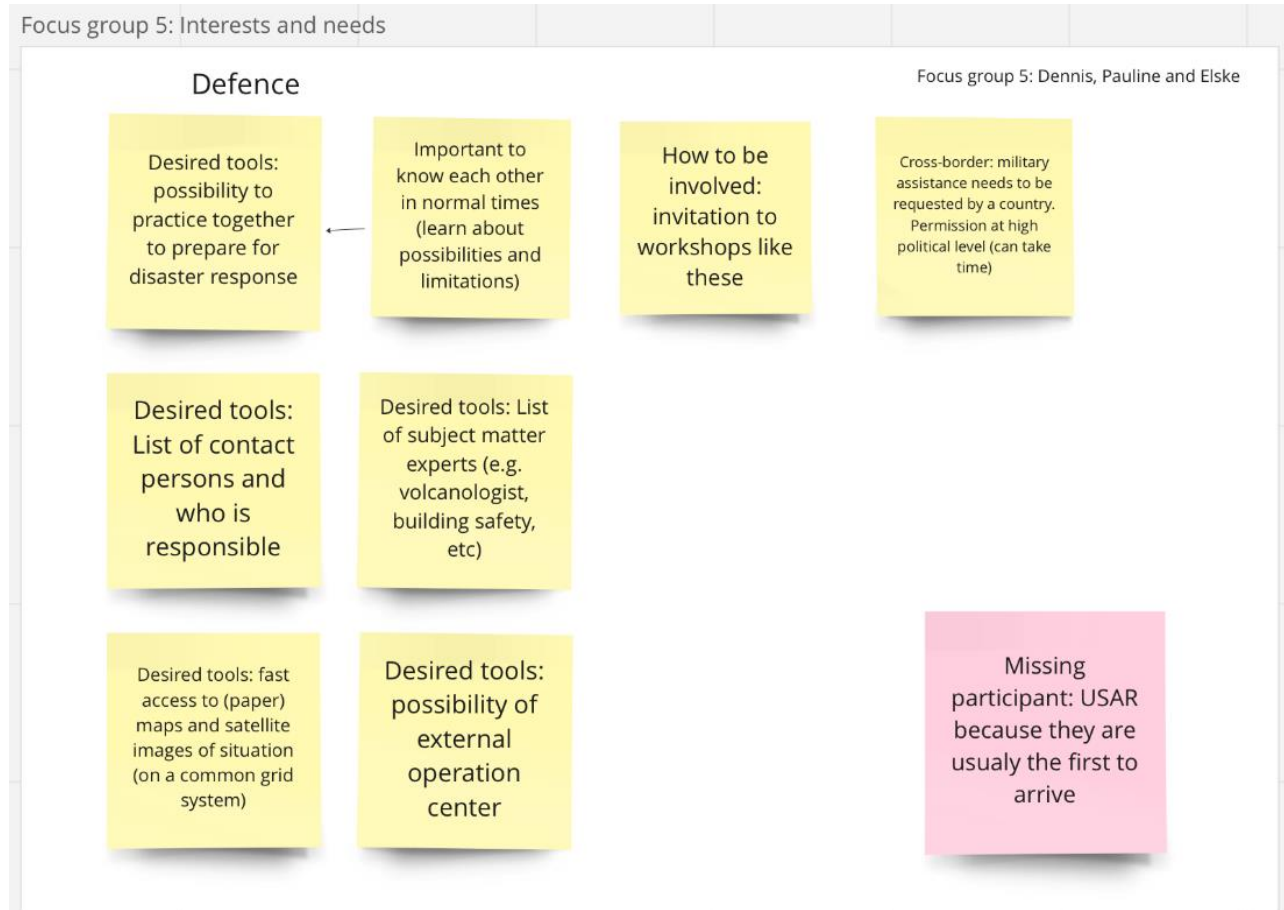 Focus group 5: Interests and needs
Defence
Focus group 5: Dennis, Pauline and Elske
Desired tools:
possibility to
practice together
to prepare for
disaster response
Important to
know each other
in normal times
(learn about
possibilities and
limitations)
How to be
involved:
invitation to
workshops like
these
Cross-border: military
assistance needs to be
requested by a country.
Permission at high
political level (can take
time)
Desired tools:
List of contact
persons and
who is
responsible
Desired tools: List
of subject matter
experts (e.g.
volcanologist,
building safety,
etc)
Desired tools: fast
access to (paper)
maps and satellite
images of situation
(on a common grid
system)
Desired tools:
possibility of
external
operation
center
Missing
participant: USAR
because they are
usualy the first to
arrive